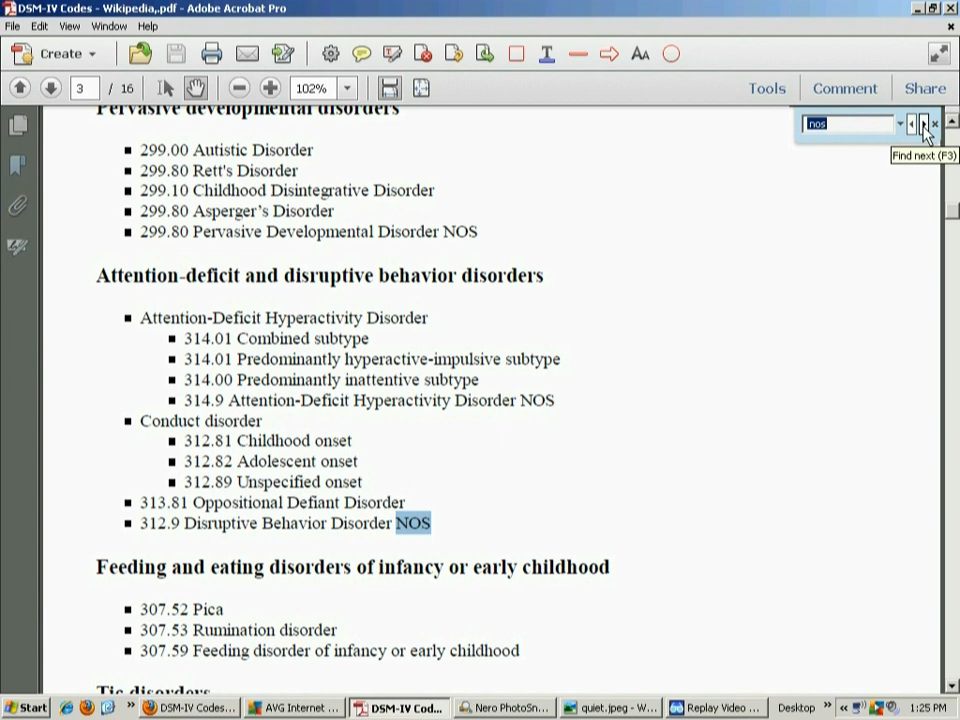 DSM-IV Codes - Wikipedia,.pdf - Adobe Acrobat Pro
File Edit View Window Help
Create
3 / 16 102% Tools Comment Share
Pervasive developmental disorders
nos
Find next (F3)
299.00 Autistic Disorder
299.80 Rett's Disorder
299.10 Childhood Disintegrative Disorder
299.80 Asperger's Disorder
299.80 Pervasive Developmental Disorder NOS
Attention-deficit and disruptive behavior disorders
Attention-Deficit Hyperactivity Disorder
314.01 Combined subtype
314.01 Predominantly hyperactive-impulsive subtype
314.00 Predominantly inattentive subtype
314.9 Attention-Deficit Hyperactivity Disorder NOS
Conduct disorder
312.81 Childhood onset
312.82 Adolescent onset
312.89 Unspecified onset
313.81 Oppositional Defiant Disorder
312.9 Disruptive Behavior Disorder NOS
Feeding and eating disorders of infancy or early childhood
307.52 Pica
307.53 Rumination disorder
307.59 Feeding disorder of infancy or early childhood
Tic disorders
Start DSM-IV Codes... AVG Internet ... DSM-IV Cod... Nero PhotoSn... quiet.jpeg - W... Replay Video ... Desktop 1:25 PM